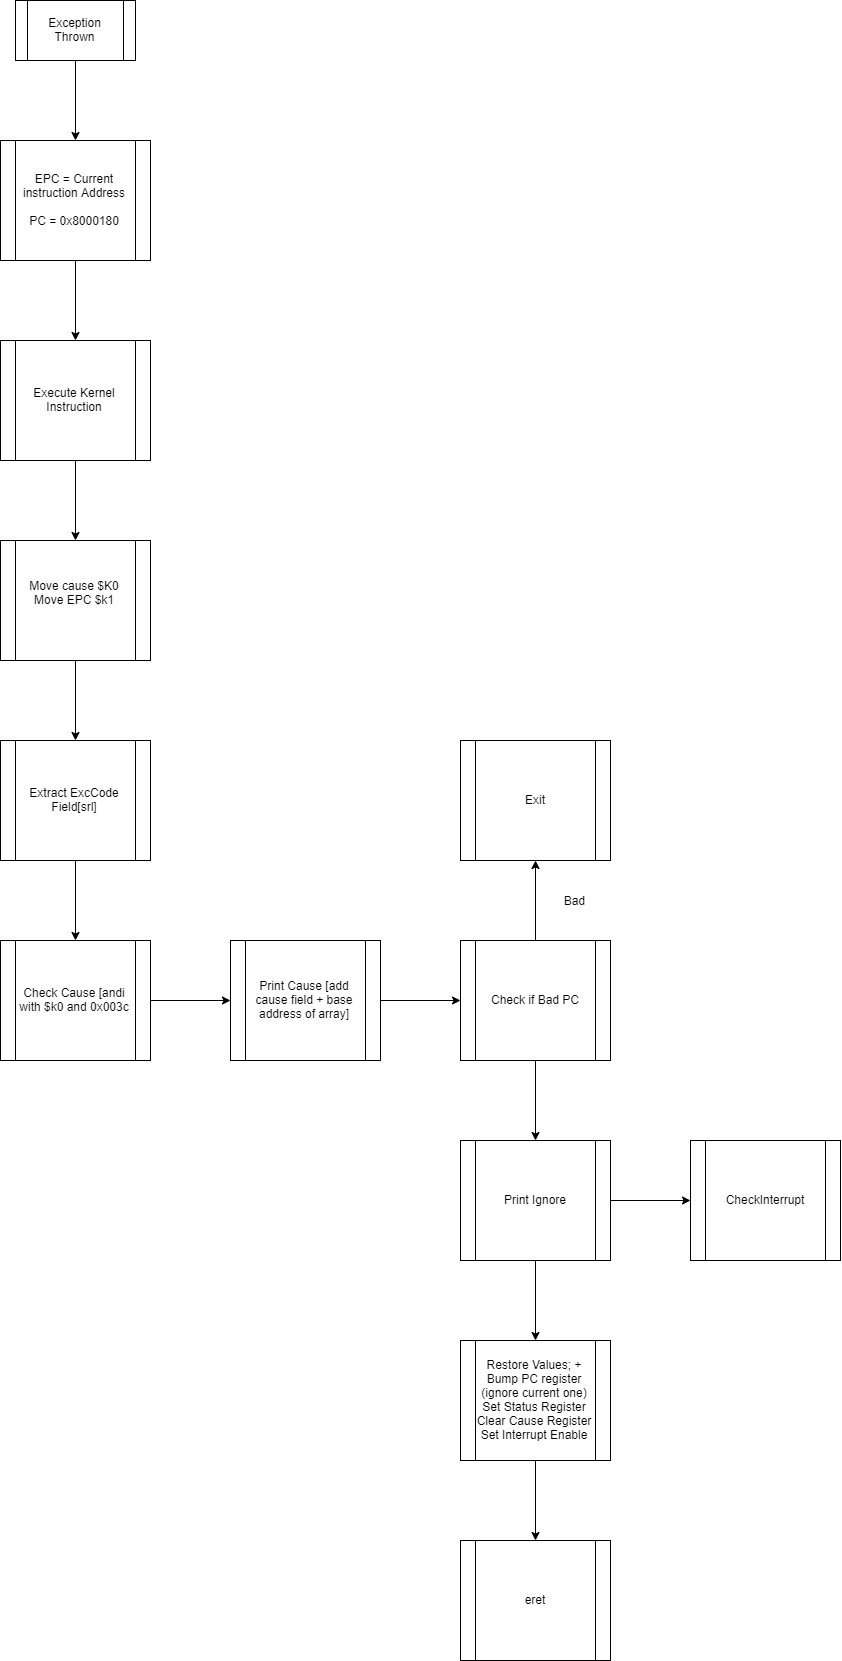 Exception
Thrown
EPC = Current
instruction Address
PC = 0x8000180
Execute Kernel
Instruction
Move cause $K0
Move EPC $k1
Extract ExcCode
Field[srl]
Exit
Bad
Check Cause [andi
with $k0 and 0x003c
Print Cause [add
cause field + base
address of array]
Check if Bad PC
Print Ignore
CheckInterrupt
Restore Values; +
Bump PC register
(ignore current one)
Set Status Register
Clear Cause Register
Set Interrupt Enable
eret